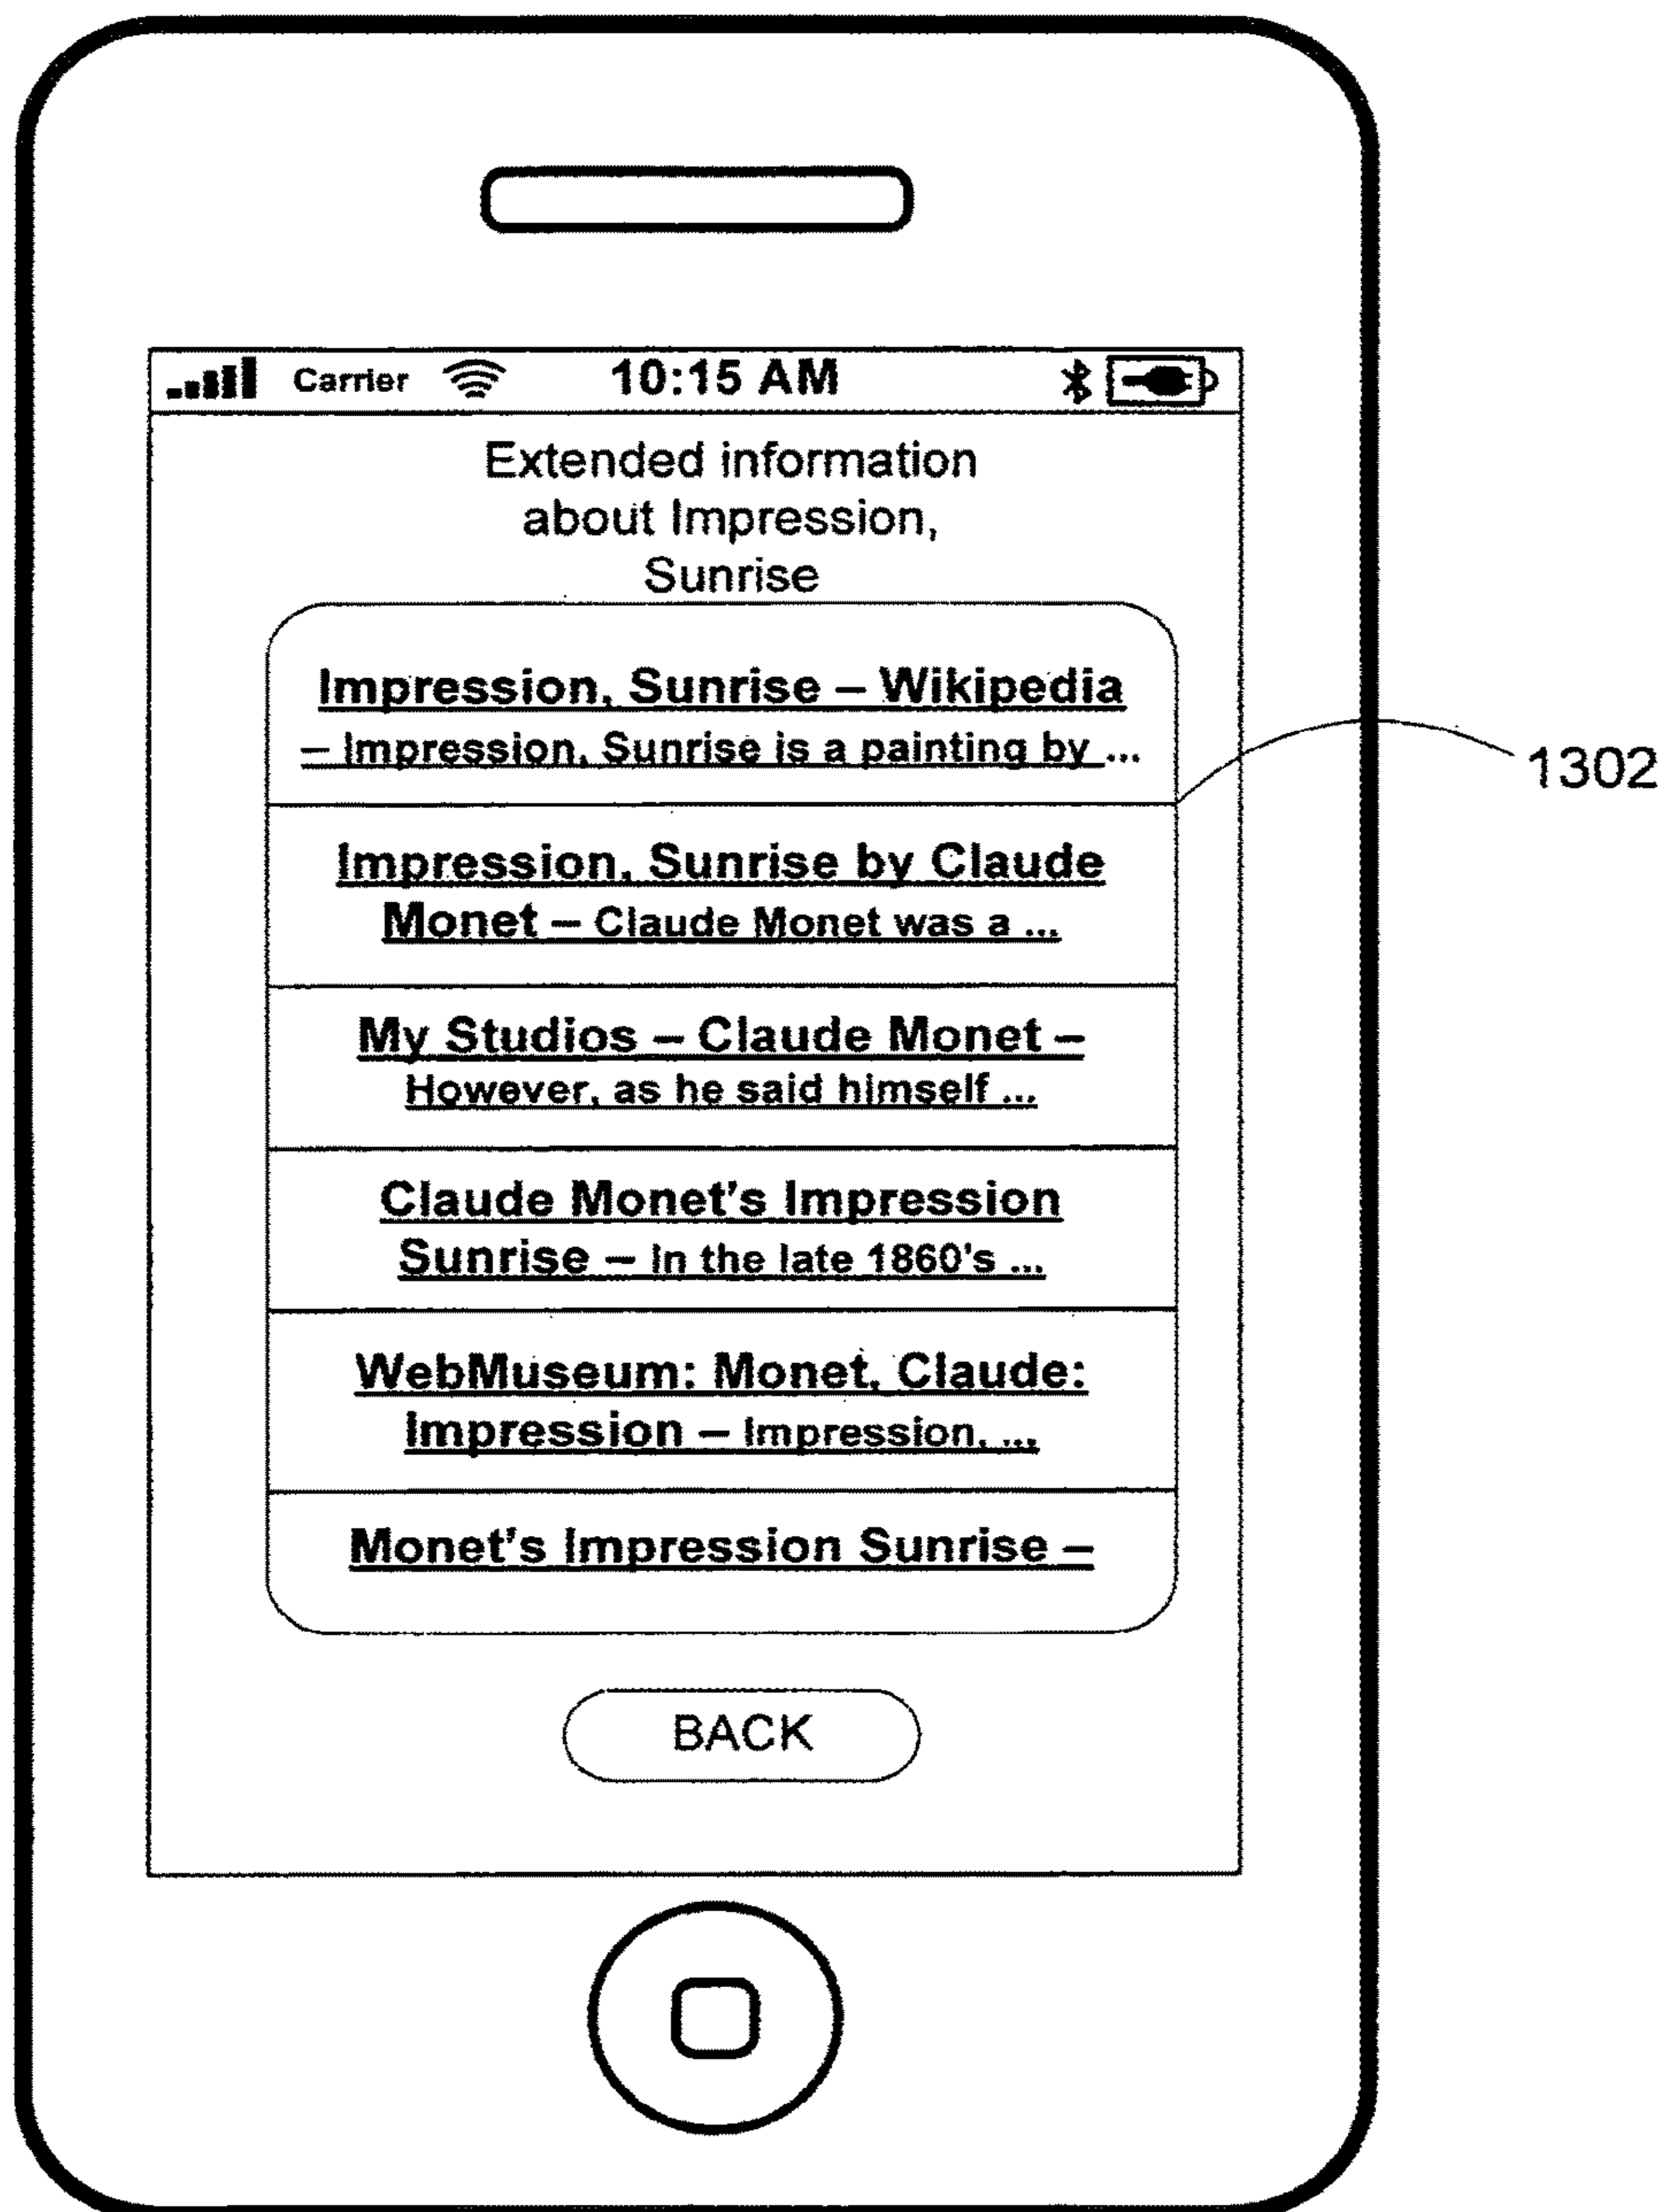 Carrier 10:15 AM
Extended information
about Impression,
Sunrise
Impression, Sunrise – Wikipedia
– Impression, Sunrise is a painting by ...
1302
Impression, Sunrise by Claude
Monet – Claude Monet was a ...
My Studios – Claude Monet –
However, as he said himself ...
Claude Monet's Impression
Sunrise – In the late 1860's ...
WebMuseum: Monet, Claude:
Impression – Impression, ...
Monet's Impression Sunrise –
BACK